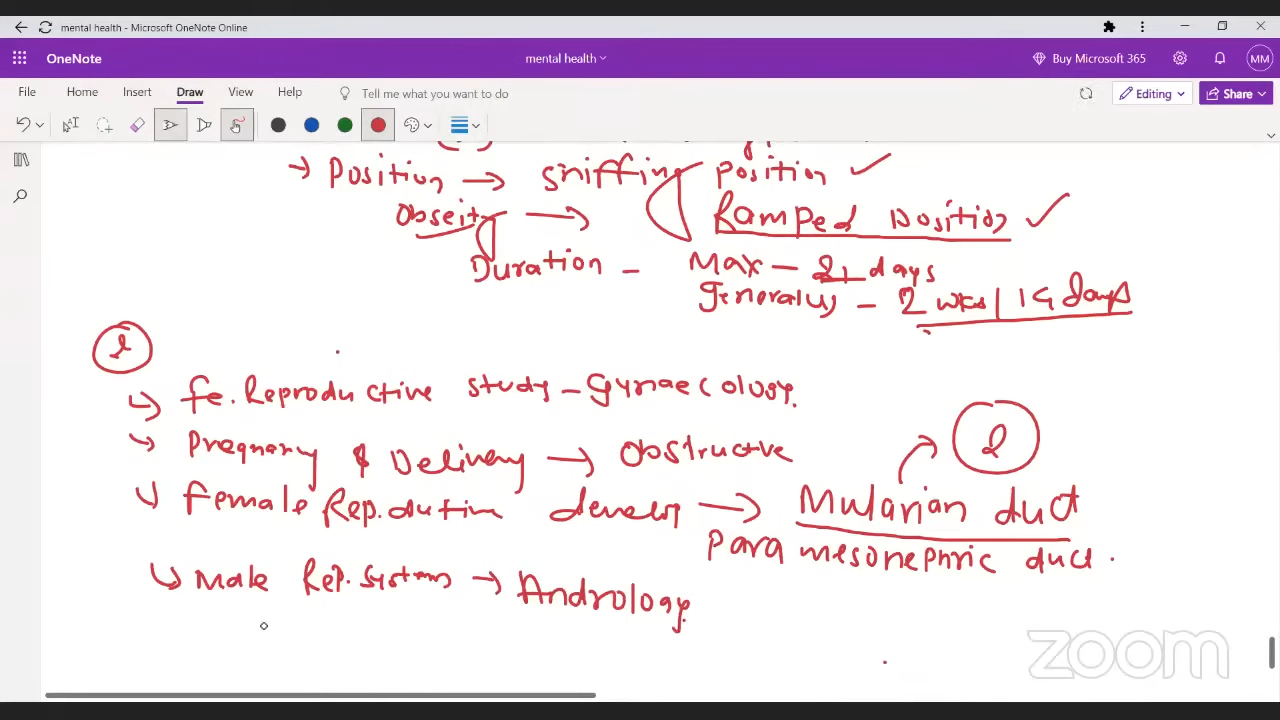 mental health - Microsoft OneNote Online
OneNote
mental health
Buy Microsoft 365
MM
File Home Insert Draw View Help Tell me what you want to do
Editing Share
→ Position → sniffing position ✓
Obseity → Ramped position ✓
Duration - Max - 21 days
Generally - 2 wks / 14 days
1
fe. Reproductive study - Gynaecology.
Pregnancy & Delivery → Obstructive
2
female Rep.dutive develop → Mularian duct
Para mesonephric duct.
Male Rep. System → Andrology.
zoom